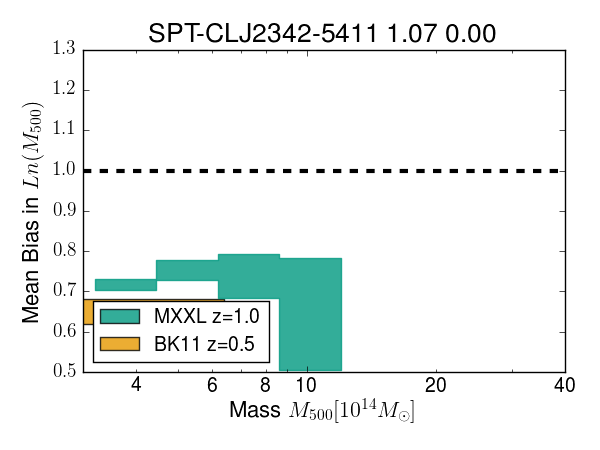 SPT-CLJ2342-5411 1.07 0.00
Mean Bias in Ln(M500)
1.3
1.2
1.1
1.0
0.9
0.8
0.7
0.6
0.5
MXXL z=1.0
BK11 z=0.5
4 6 8 10 20 40
Mass M500[10^14 M⊙]